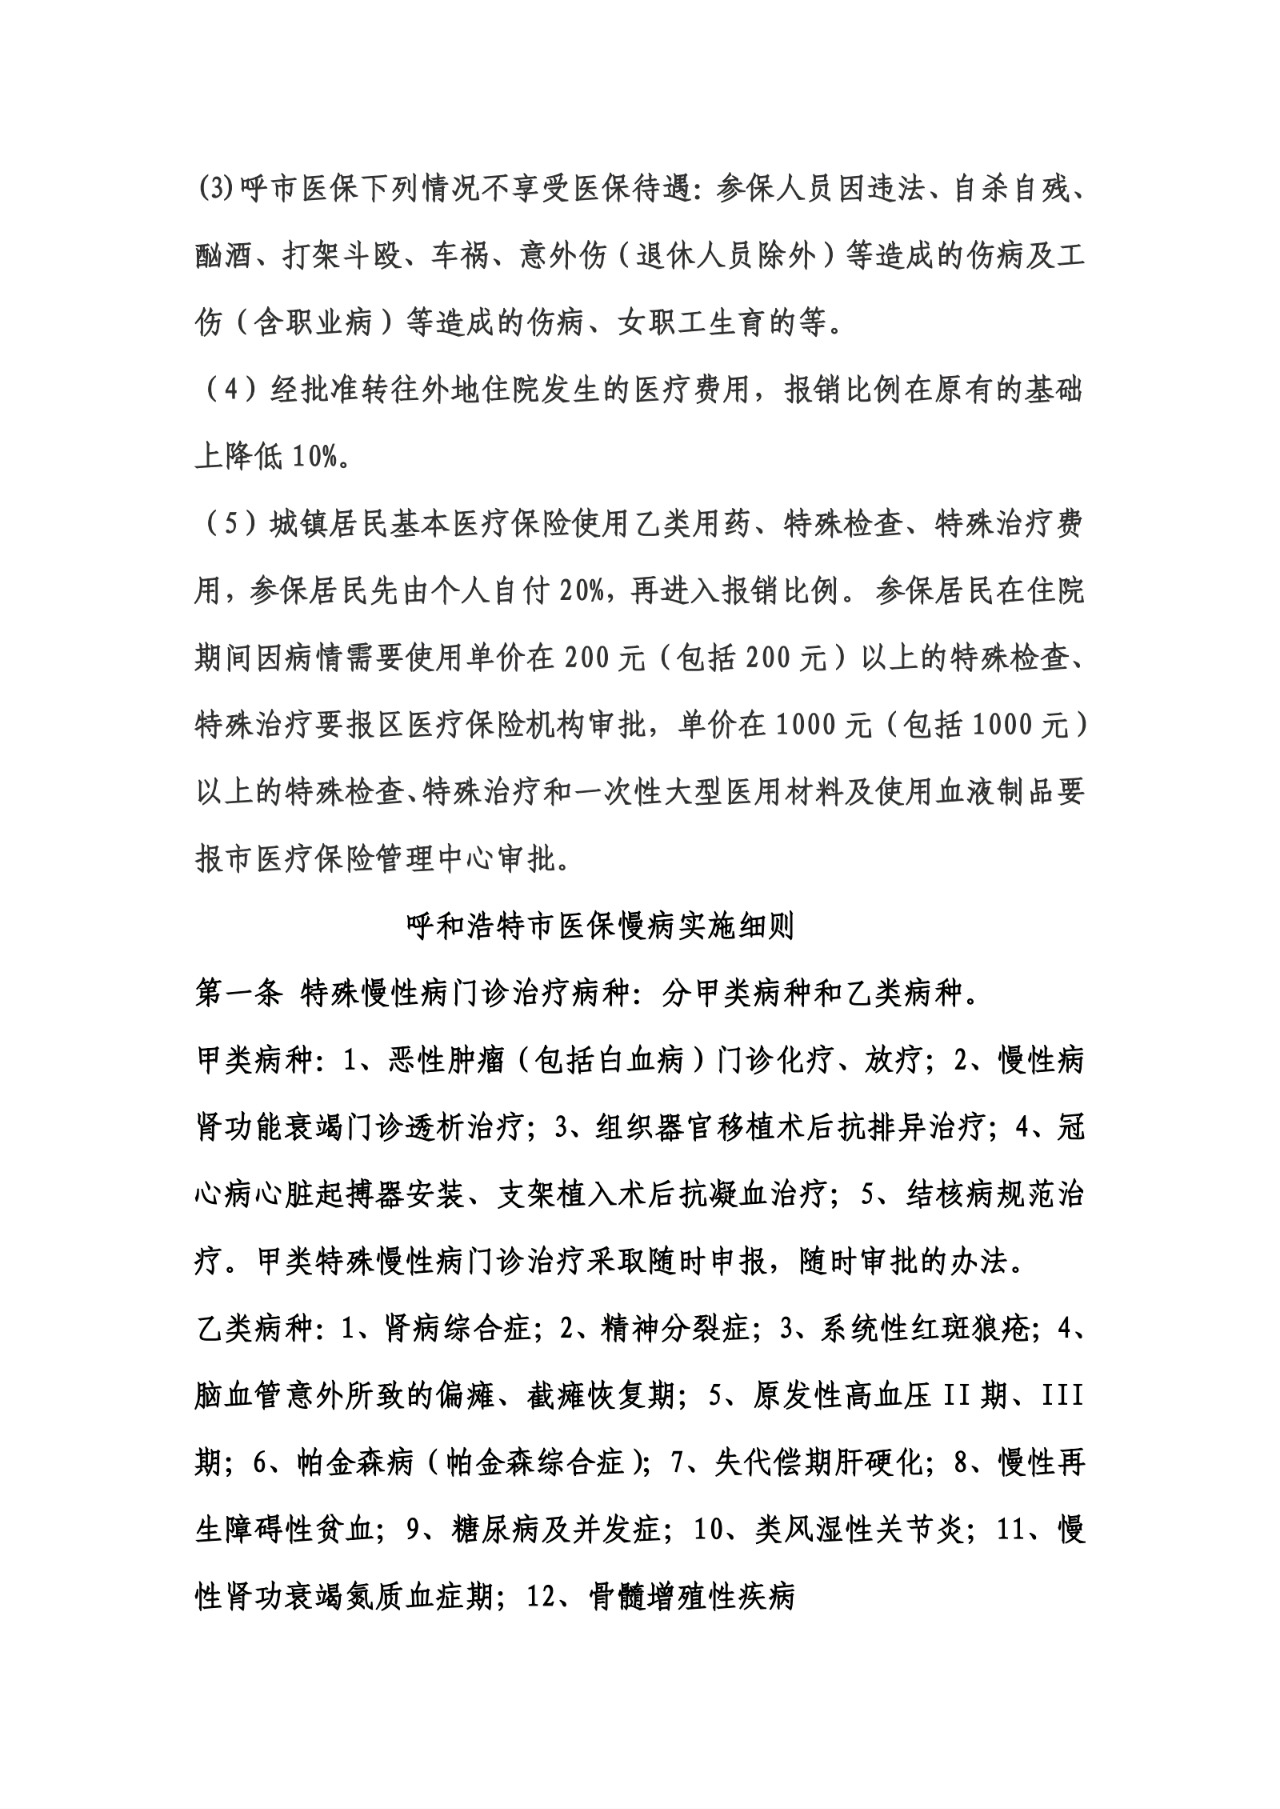 (3)呼市医保下列情况不享受医保待遇：参保人员因违法、自杀自残、
酗酒、打架斗殴、车祸、意外伤（退休人员除外）等造成的伤病及工
伤（含职业病）等造成的伤病、女职工生育的等。
（4）经批准转往外地住院发生的医疗费用，报销比例在原有的基础
上降低 10%。
（5）城镇居民基本医疗保险使用乙类用药、特殊检查、特殊治疗费
用，参保居民先由个人自付 20%，再进入报销比例。 参保居民在住院
期间因病情需要使用单价在 200 元（包括 200 元）以上的特殊检查、
特殊治疗要报区医疗保险机构审批，单价在 1000 元（包括 1000 元）
以上的特殊检查、特殊治疗和一次性大型医用材料及使用血液制品要
报市医疗保险管理中心审批。
呼和浩特市医保慢病实施细则
第一条 特殊慢性病门诊治疗病种：分甲类病种和乙类病种。
甲类病种：1、恶性肿瘤（包括白血病）门诊化疗、放疗；2、慢性病
肾功能衰竭门诊透析治疗；3、组织器官移植术后抗排异治疗；4、冠
心病心脏起搏器安装、支架植入术后抗凝血治疗；5、结核病规范治
疗。甲类特殊慢性病门诊治疗采取随时申报，随时审批的办法。
乙类病种：1、肾病综合症；2、精神分裂症；3、系统性红斑狼疮；4、
脑血管意外所致的偏瘫、截瘫恢复期；5、原发性高血压 II 期、III
期；6、帕金森病（帕金森综合症）；7、失代偿期肝硬化；8、慢性再
生障碍性贫血；9、糖尿病及并发症；10、类风湿性关节炎；11、慢
性肾功衰竭氮质血症期；12、骨髓增殖性疾病